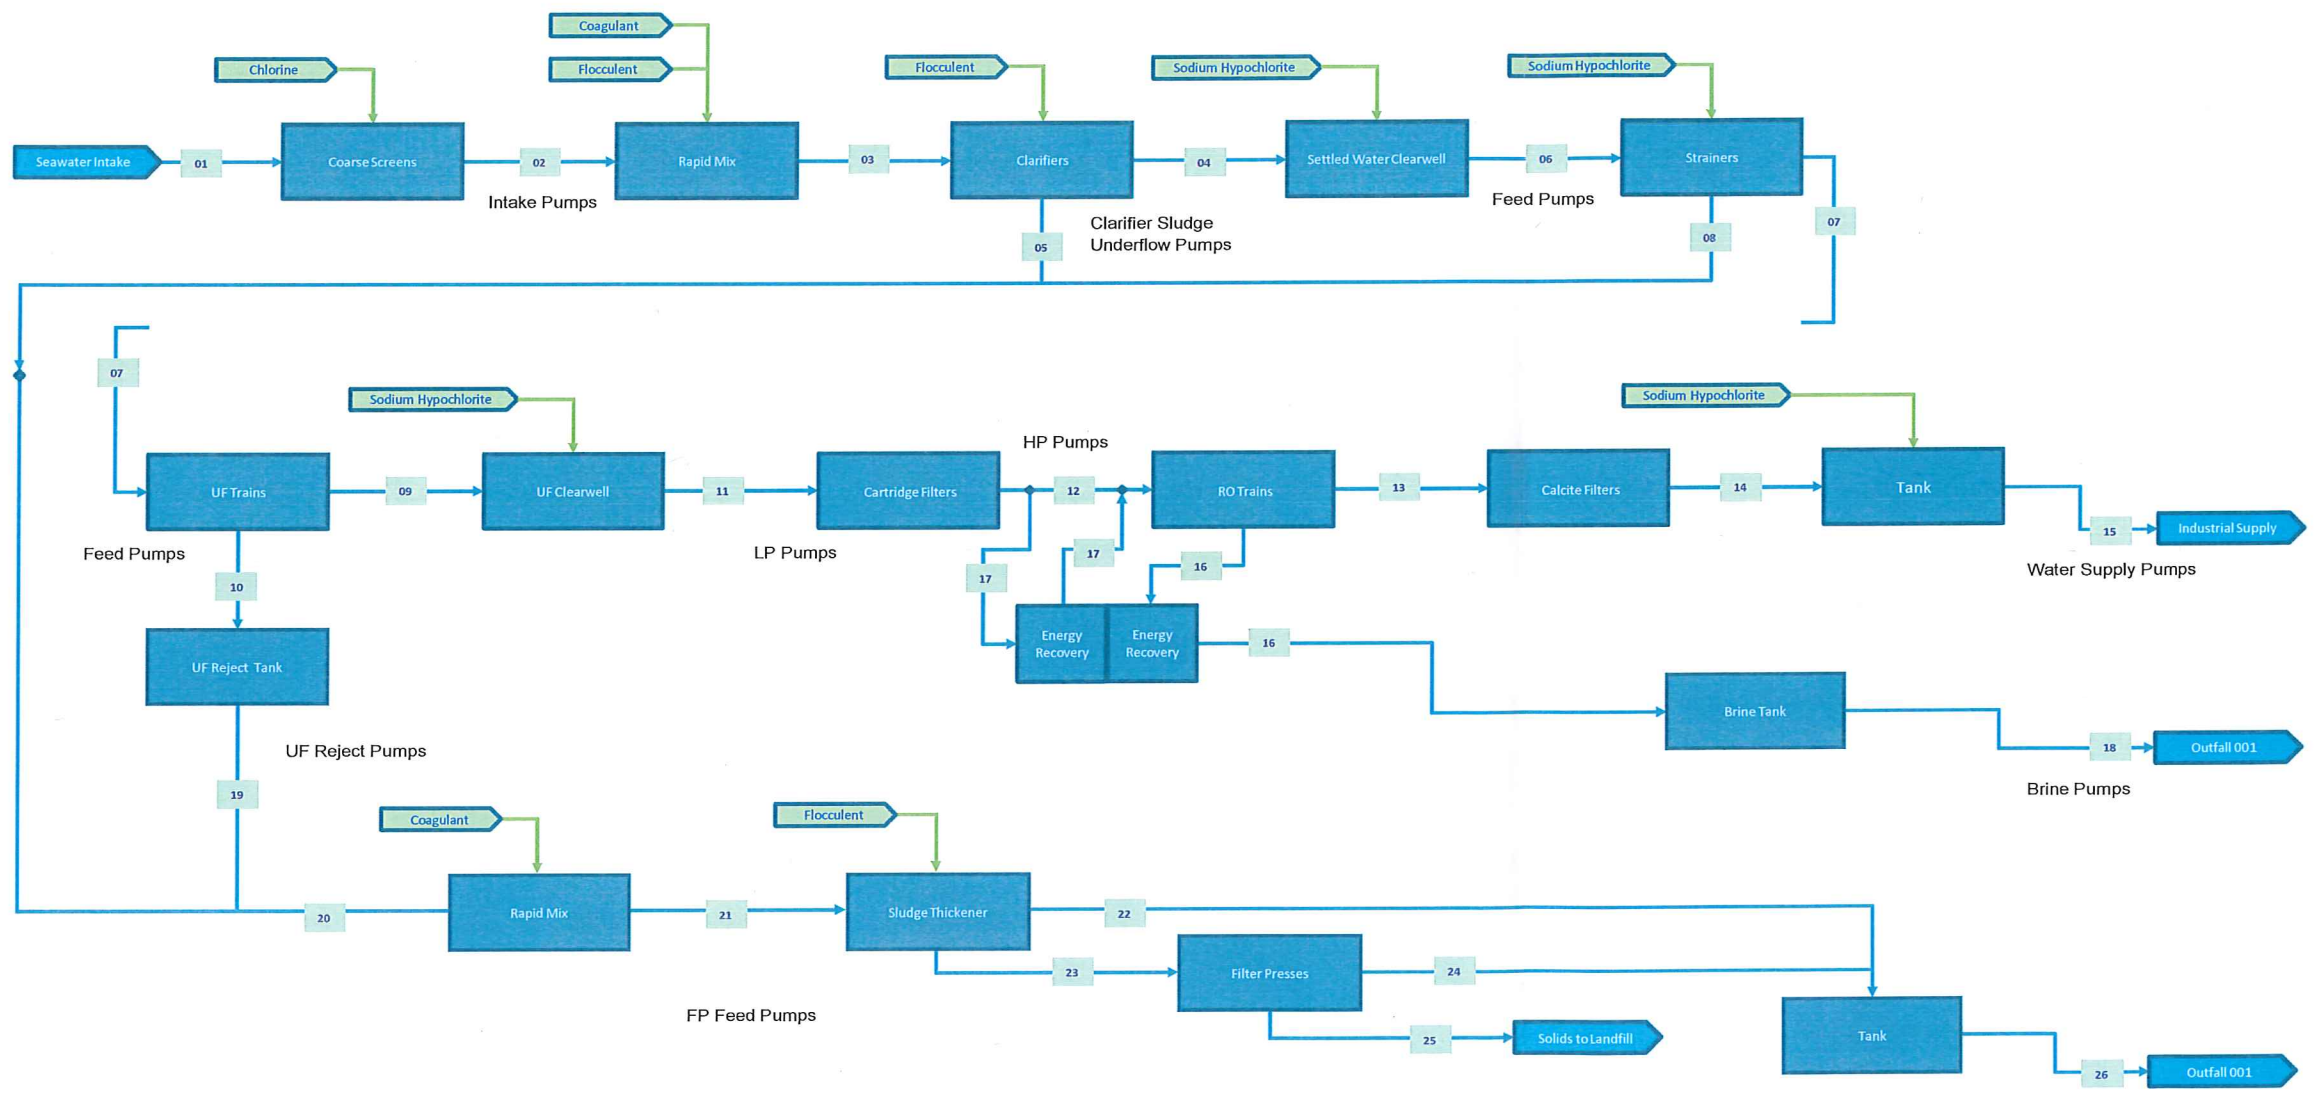 Coagulant
Chlorine
Flocculent
Flocculent
Sodium Hypochlorite
Sodium Hypochlorite
Seawater Intake
01
Coarse Screens
02
Rapid Mix
03
Clarifiers
04
Settled Water Clearwell
06
Strainers
Intake Pumps
Feed Pumps
07
Clarifier Sludge
Underflow Pumps
05
08
07
Sodium Hypochlorite
Sodium Hypochlorite
HP Pumps
UF Trains
09
UF Clearwell
11
Cartridge Filters
12
RO Trains
13
Calcite Filters
14
Tank
15
Industrial Supply
Feed Pumps
LP Pumps
17
16
Water Supply Pumps
10
17
UF Reject Tank
Energy
Recovery
Energy
Recovery
16
Brine Tank
18
Outfall 001
UF Reject Pumps
Brine Pumps
19
Coagulant
Flocculent
20
Rapid Mix
21
Sludge Thickener
22
23
Filter Presses
24
FP Feed Pumps
25
Solids to Landfill
Tank
26
Outfall 001